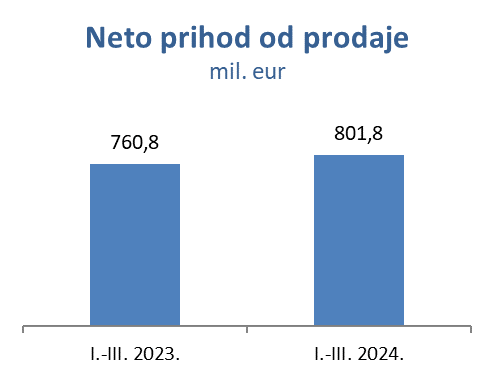 Neto prihod od prodaje
mil. eur
760,8
801,8
I.-III. 2023.
I.-III. 2024.